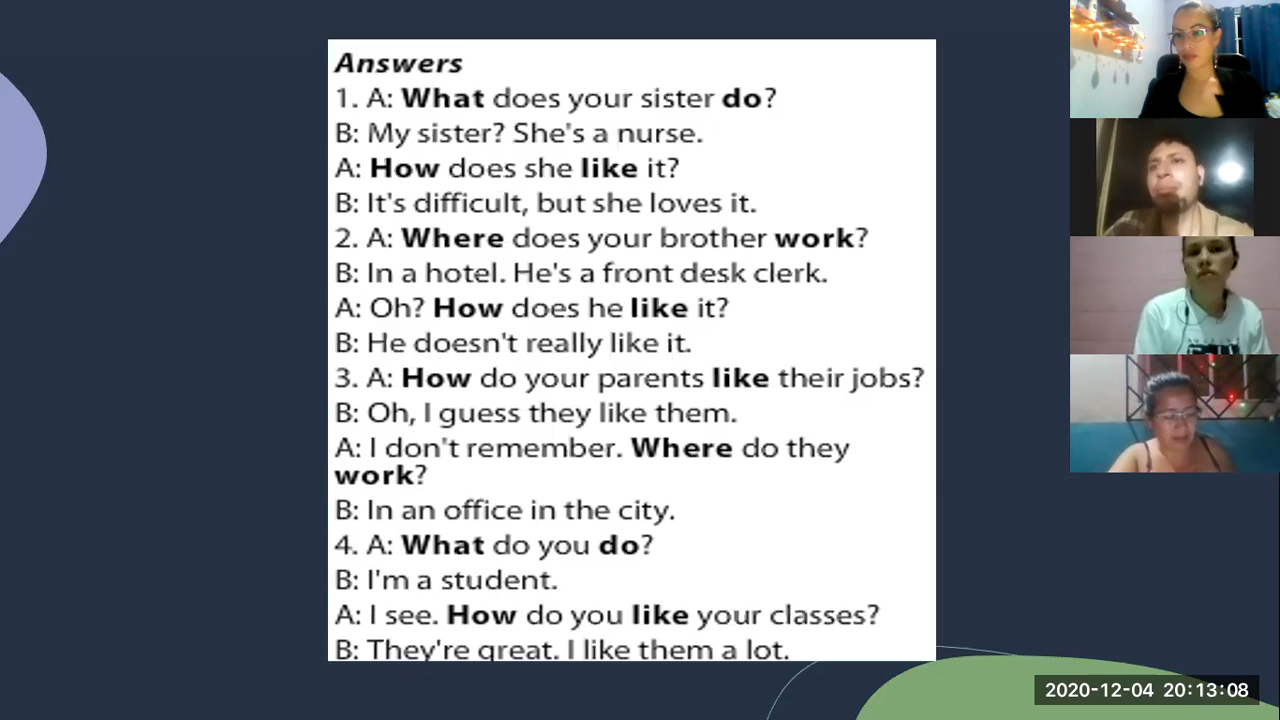 Answers
1. A: What does your sister do?
B: My sister? She's a nurse.
A: How does she like it?
B: It's difficult, but she loves it.
2. A: Where does your brother work?
B: In a hotel. He's a front desk clerk.
A: Oh? How does he like it?
B: He doesn't really like it.
3. A: How do your parents like their jobs?
B: Oh, I guess they like them.
A: I don't remember. Where do they
work?
B: In an office in the city.
4. A: What do you do?
B: I'm a student.
A: I see. How do you like your classes?
B: They're great. I like them a lot.
2020-12-04 20:13:08